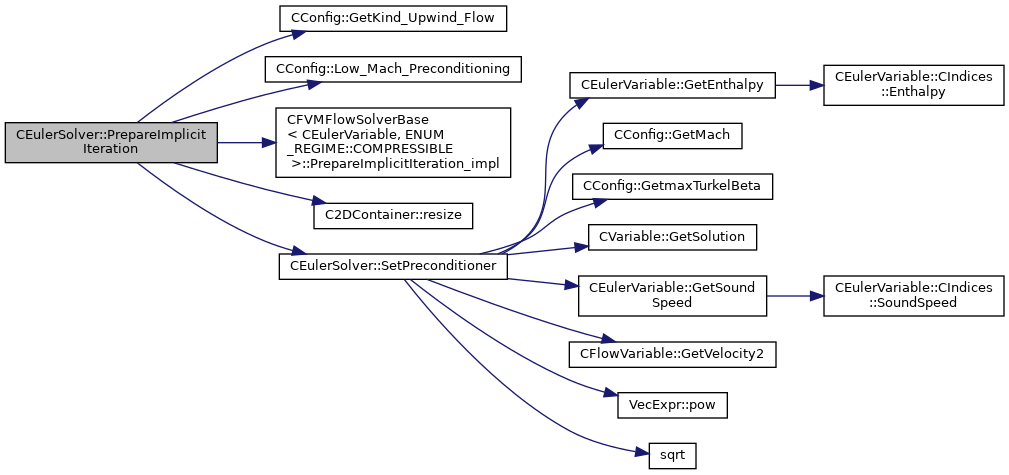 CEulerSolver::PrepareImplicit
Iteration
CConfig::GetKind_Upwind_Flow
CConfig::Low_Mach_Preconditioning
CFVMFlowSolverBase
< CEulerVariable, ENUM
_REGIME::COMPRESSIBLE
>::PrepareImplicitIteration_impl
C2DContainer::resize
CEulerSolver::SetPreconditioner
CEulerVariable::GetEnthalpy
CEulerVariable::CIndices
::Enthalpy
CConfig::GetMach
CConfig::GetmaxTurkelBeta
CVariable::GetSolution
CEulerVariable::GetSound
Speed
CEulerVariable::CIndices
::SoundSpeed
CFlowVariable::GetVelocity2
VecExpr::pow
sqrt